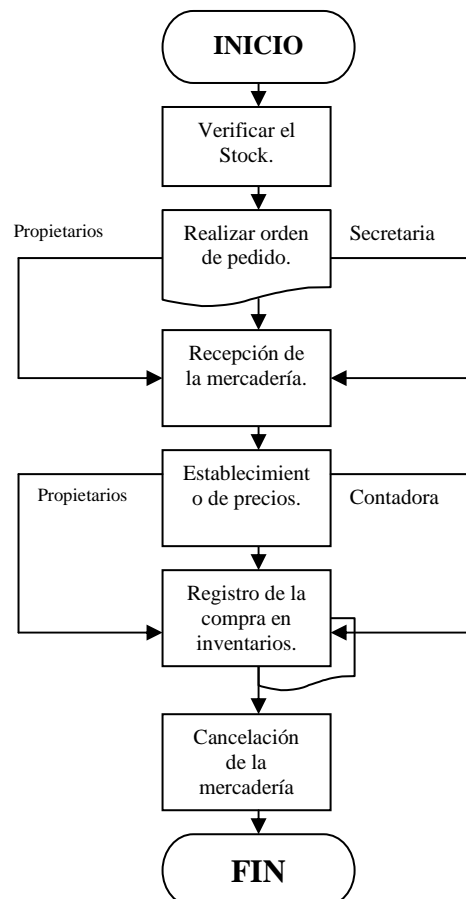 INICIO
Verificar el
Stock.
Propietarios
Realizar orden
de pedido.
Secretaria
Recepción de
la mercadería.
Establecimient
o de precios.
Propietarios
Contadora
Registro de la
compra en
inventarios.
Cancelación
de la
mercadería
FIN